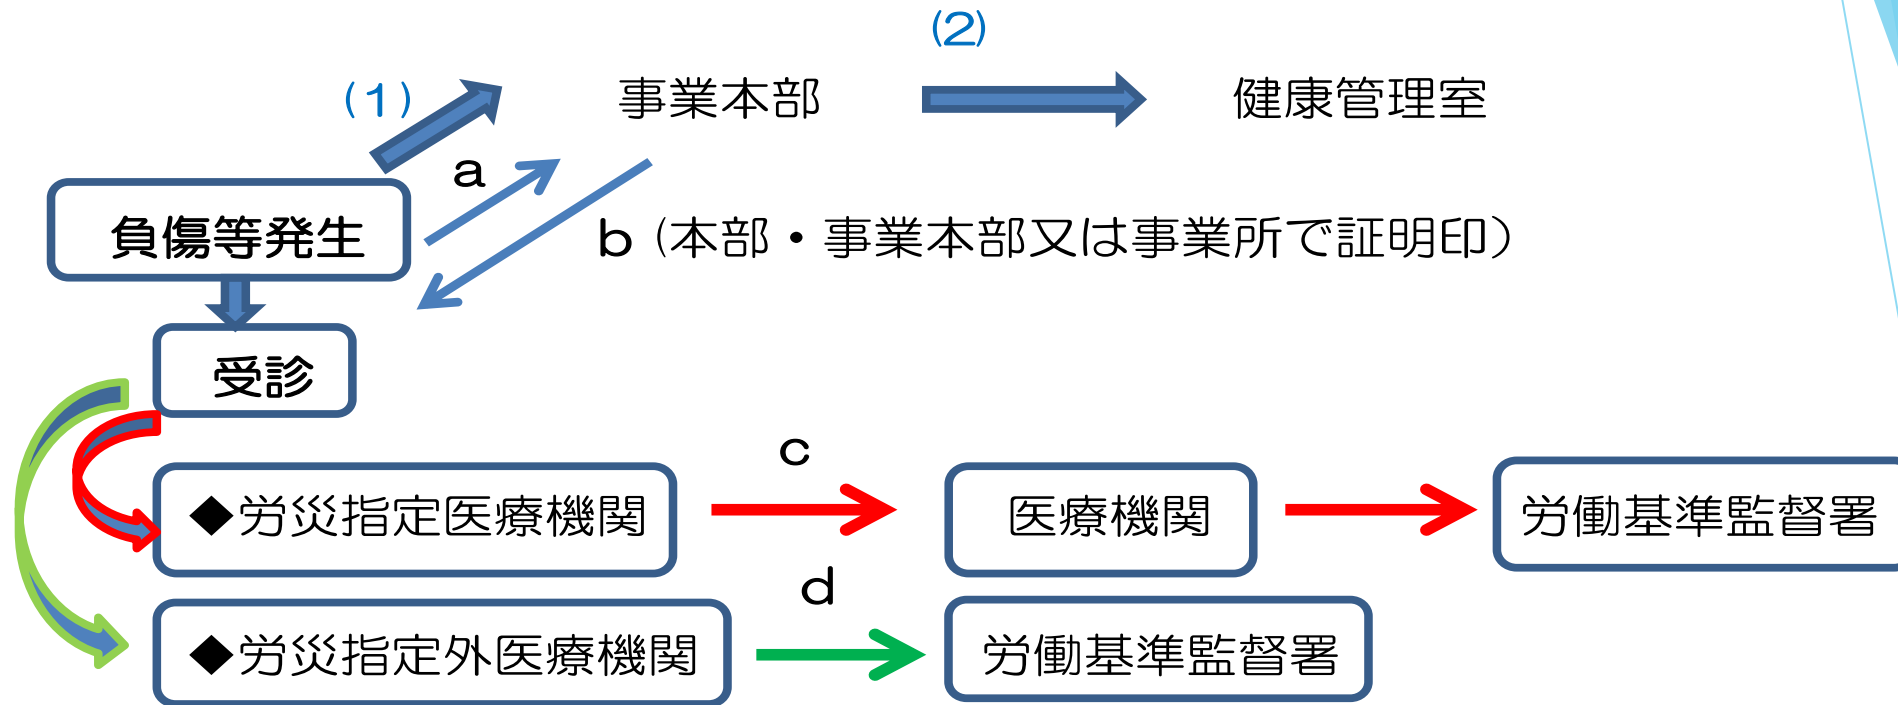 (2)
(1)
事業本部
健康管理室
a
負傷等発生
b(本部・事業本部又は事業所で証明印)
受診
c
◆労災指定医療機関
医療機関
労働基準監督署
d
◆労災指定外医療機関
労働基準監督署